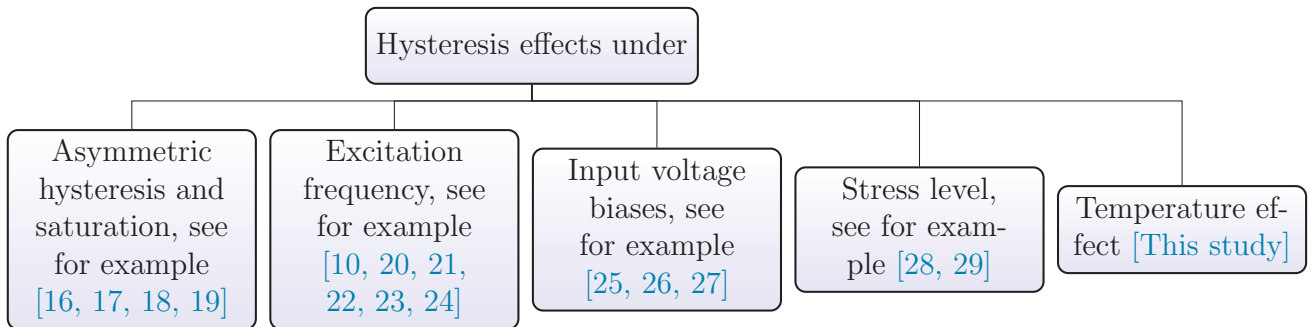 Hysteresis effects under
Asymmetric
hysteresis and
saturation, see
for example
[16, 17, 18, 19]
Excitation
frequency, see
for example
[10, 20, 21,
22, 23, 24]
Input voltage
biases, see
for example
[25, 26, 27]
Stress level,
see for exam-
ple [28, 29]
Temperature ef-
fect [This study]